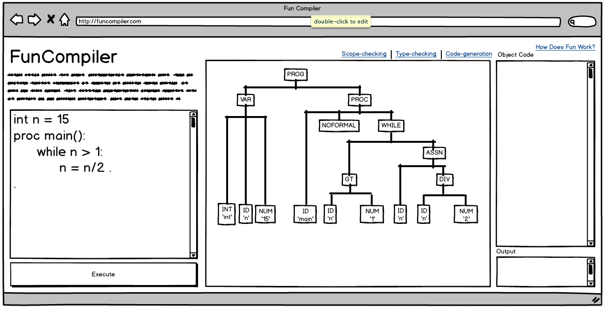 Fun Compiler
http://funcompiler.com
double-click to edit
FunCompiler
How Does Fun Work?
Scope-checking | Type-checking | Code-generation
Object Code
int n = 15
proc main():
while n > 1:
n = n/2 .
.
PROG
VAR
PROC
NOFORMAL
WHILE
ASSN
GT
DIV
INT
'int'
ID
'n'
NUM
'15'
ID
'main'
ID
'n'
NUM
'1'
ID
'n'
ID
'n'
NUM
'2'
Output
Execute